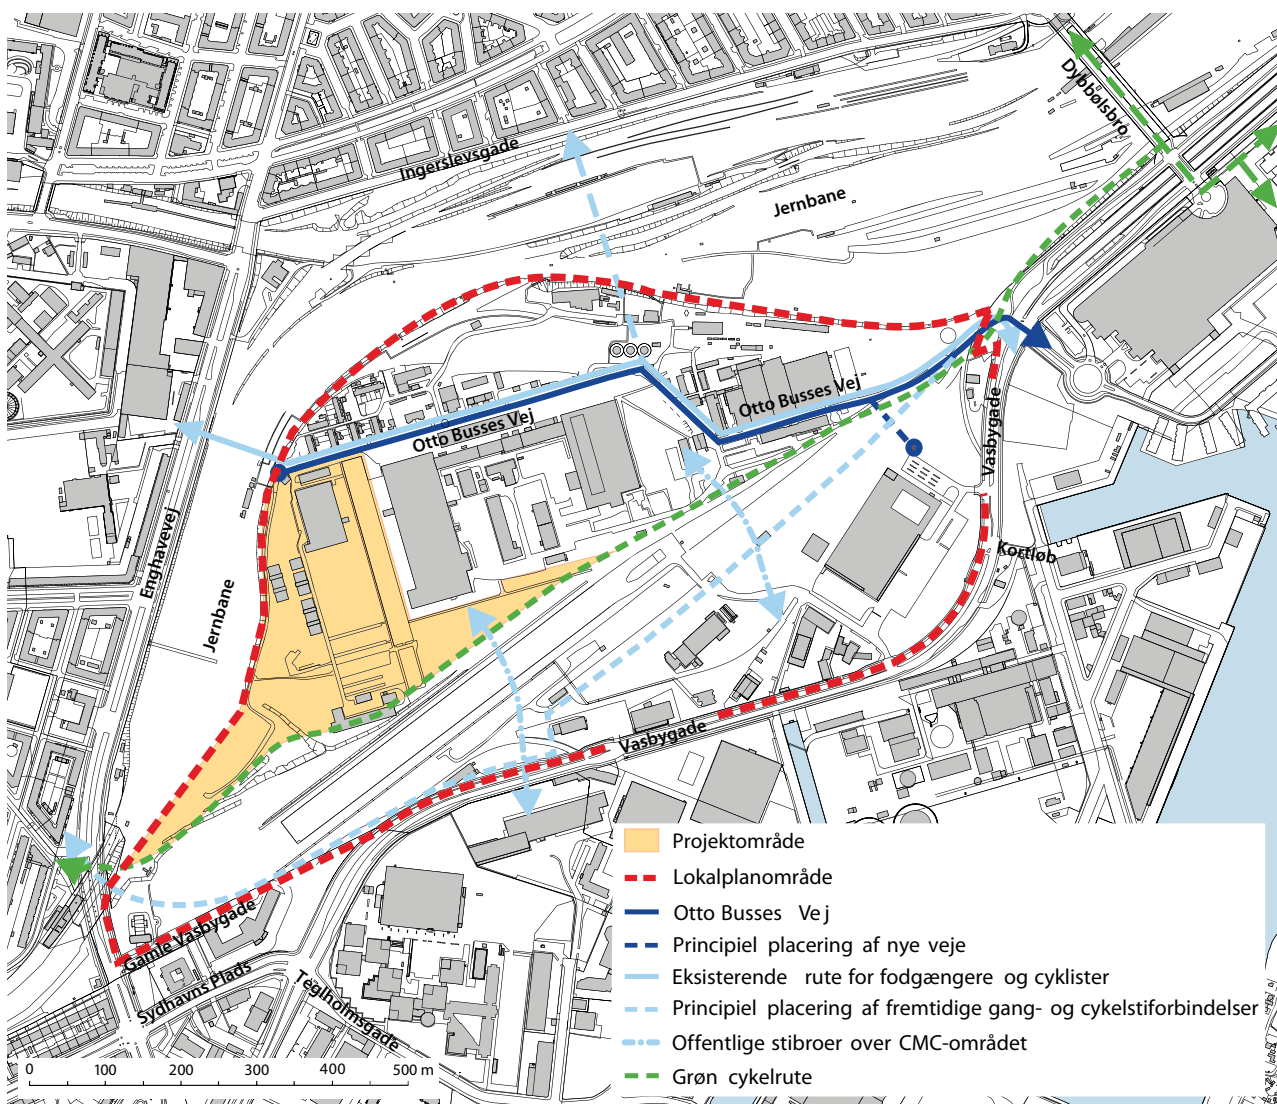 Dybbølsbro
Ingerslevsgade
Jernbane
Otto Busses Vej
Otto Busses Vej
Vasbygade
Enghavevej
Jernbane
Kortløb
Vasbygade
Gamle Vasbygade
Sydhavns Plads
Teglholmsgade
Projektområde
Lokalplanområde
Otto Busses Vej
Principiel placering af nye veje
Eksisterende rute for fodgængere og cyklister
Principiel placering af fremtidige gang- og cykelstiforbindelser
Offentlige stibroer over CMC-området
Grøn cykelrute
0 100 200 300 400 500 m